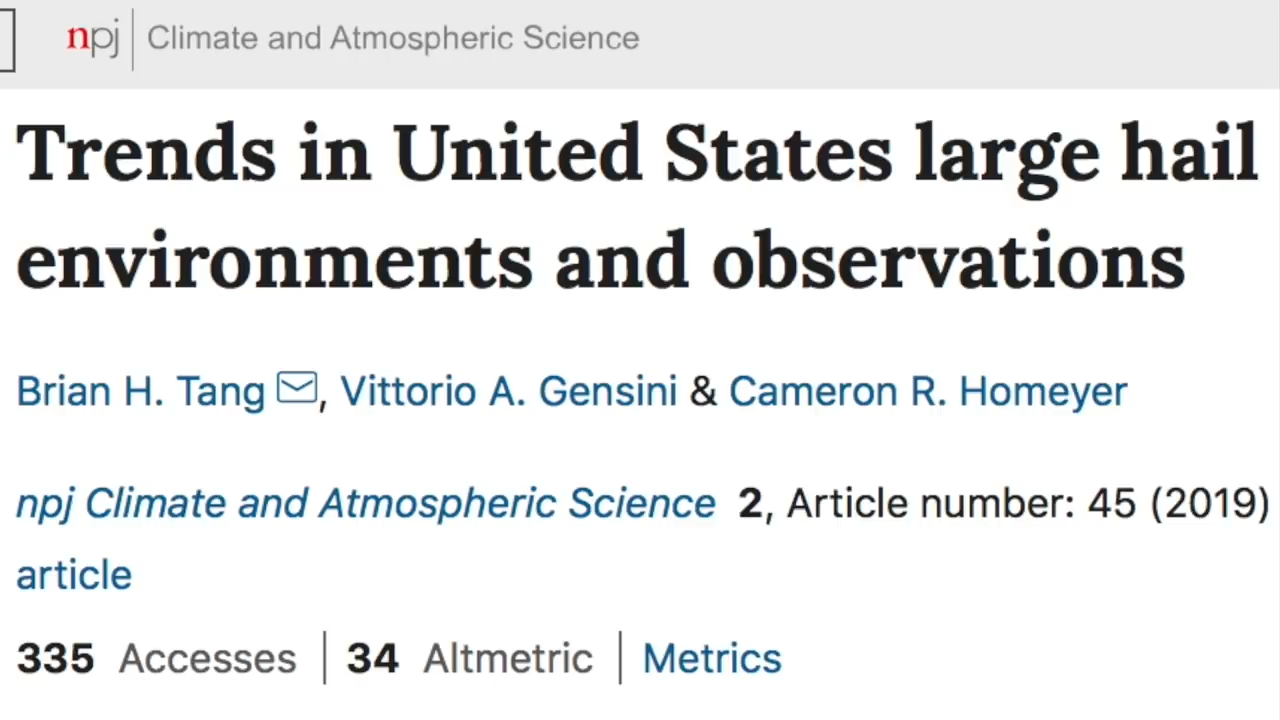 npj | Climate and Atmospheric Science
Trends in United States large hail
environments and observations
Brian H. Tang, Vittorio A. Gensini & Cameron R. Homeyer
npj Climate and Atmospheric Science 2, Article number: 45 (2019)
article
335 Accesses | 34 Altmetric | Metrics